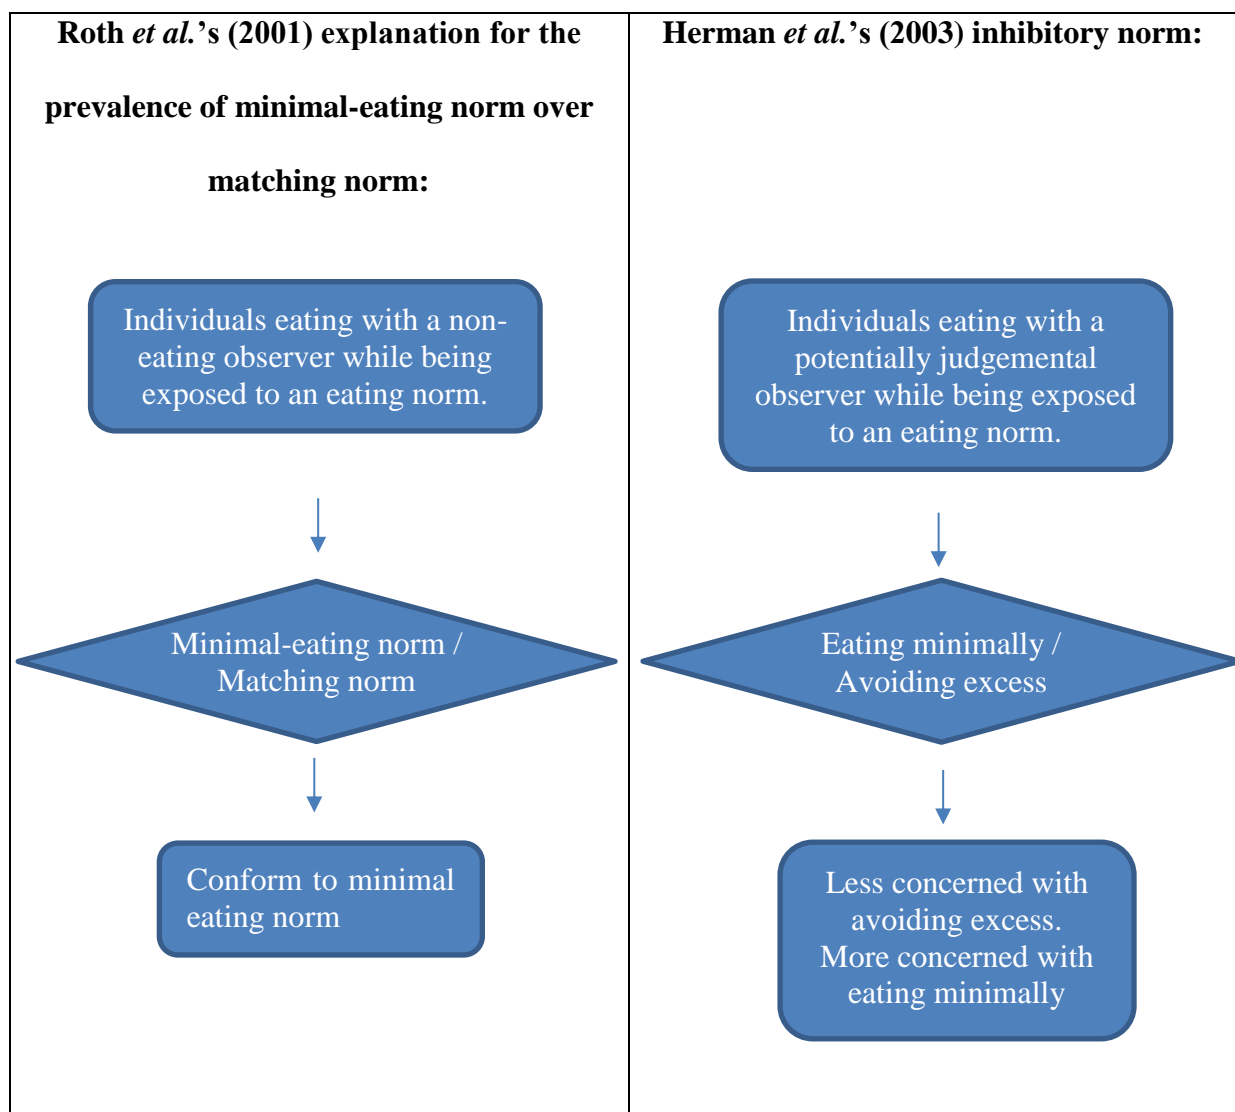 Roth et al.'s (2001) explanation for the
prevalence of minimal-eating norm over
matching norm:
Individuals eating with a non-
eating observer while being
exposed to an eating norm.
Minimal-eating norm /
Matching norm
Conform to minimal
eating norm
Herman et al.'s (2003) inhibitory norm:
Individuals eating with a
potentially judgemental
observer while being exposed
to an eating norm.
Eating minimally /
Avoiding excess
Less concerned with
avoiding excess.
More concerned with
eating minimally